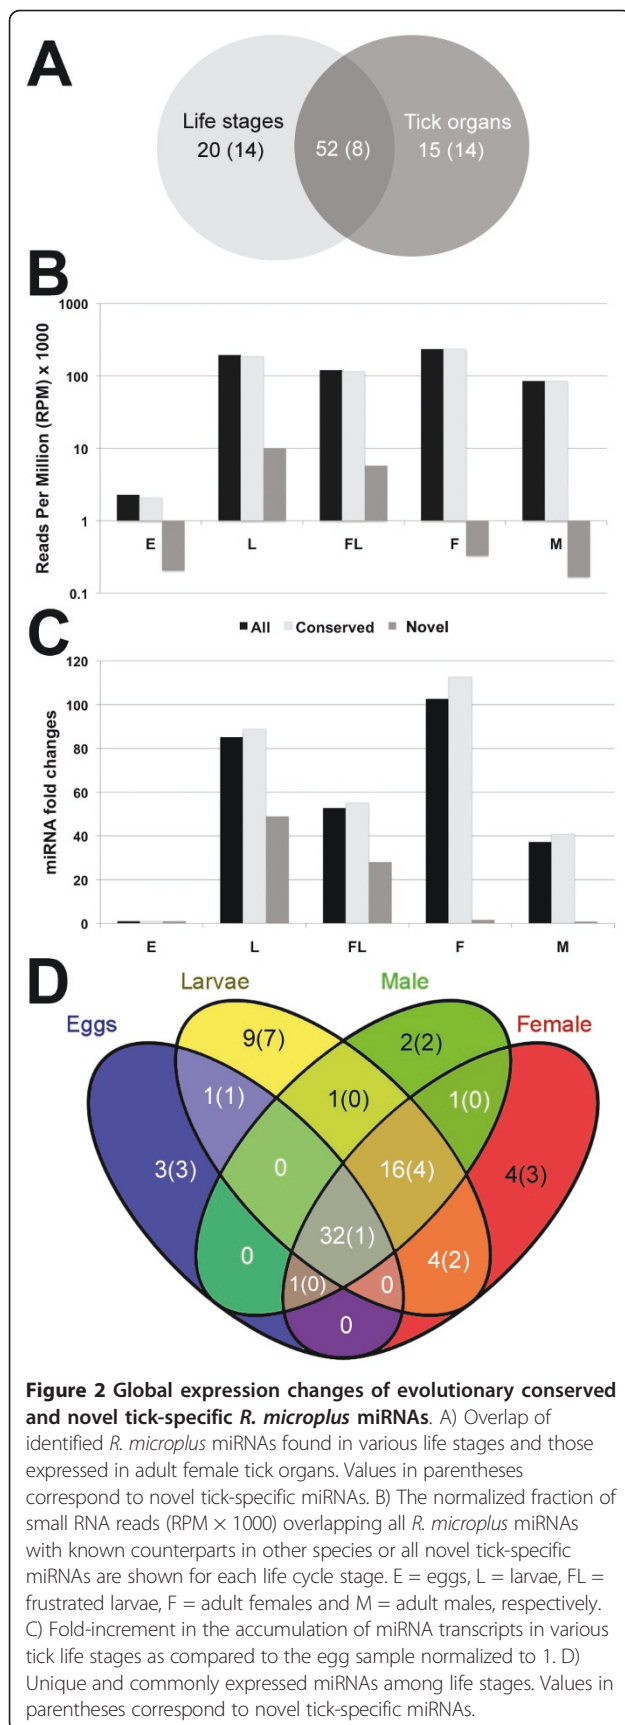 A
Life stages
20 (14)
52 (8)
Tick organs
15 (14)
B
Reads Per Million (RPM) x 1000
1000
100
10
1
0.1
E L FL F M
C
All Conserved Novel
miRNA fold changes
120
100
80
60
40
20
0
E L FL F M
D
Eggs
Larvae
Male
Female
9(7)
2(2)
1(1)
1(0)
1(0)
3(3)
0
16(4)
4(3)
32(1)
0
4(2)
1(0)
0
0
Figure 2 Global expression changes of evolutionary conserved
and novel tick-specific R. microplus miRNAs. A) Overlap of
identified R. microplus miRNAs found in various life stages and those
expressed in adult female tick organs. Values in parentheses
correspond to novel tick-specific miRNAs. B) The normalized fraction of
small RNA reads (RPM × 1000) overlapping all R. microplus miRNAs
with known counterparts in other species or all novel tick-specific
miRNAs are shown for each life cycle stage. E = eggs, L = larvae, FL =
frustrated larvae, F = adult females and M = adult males, respectively.
C) Fold-increment in the accumulation of miRNA transcripts in various
tick life stages as compared to the egg sample normalized to 1. D)
Unique and commonly expressed miRNAs among life stages. Values in
parentheses correspond to novel tick-specific miRNAs.